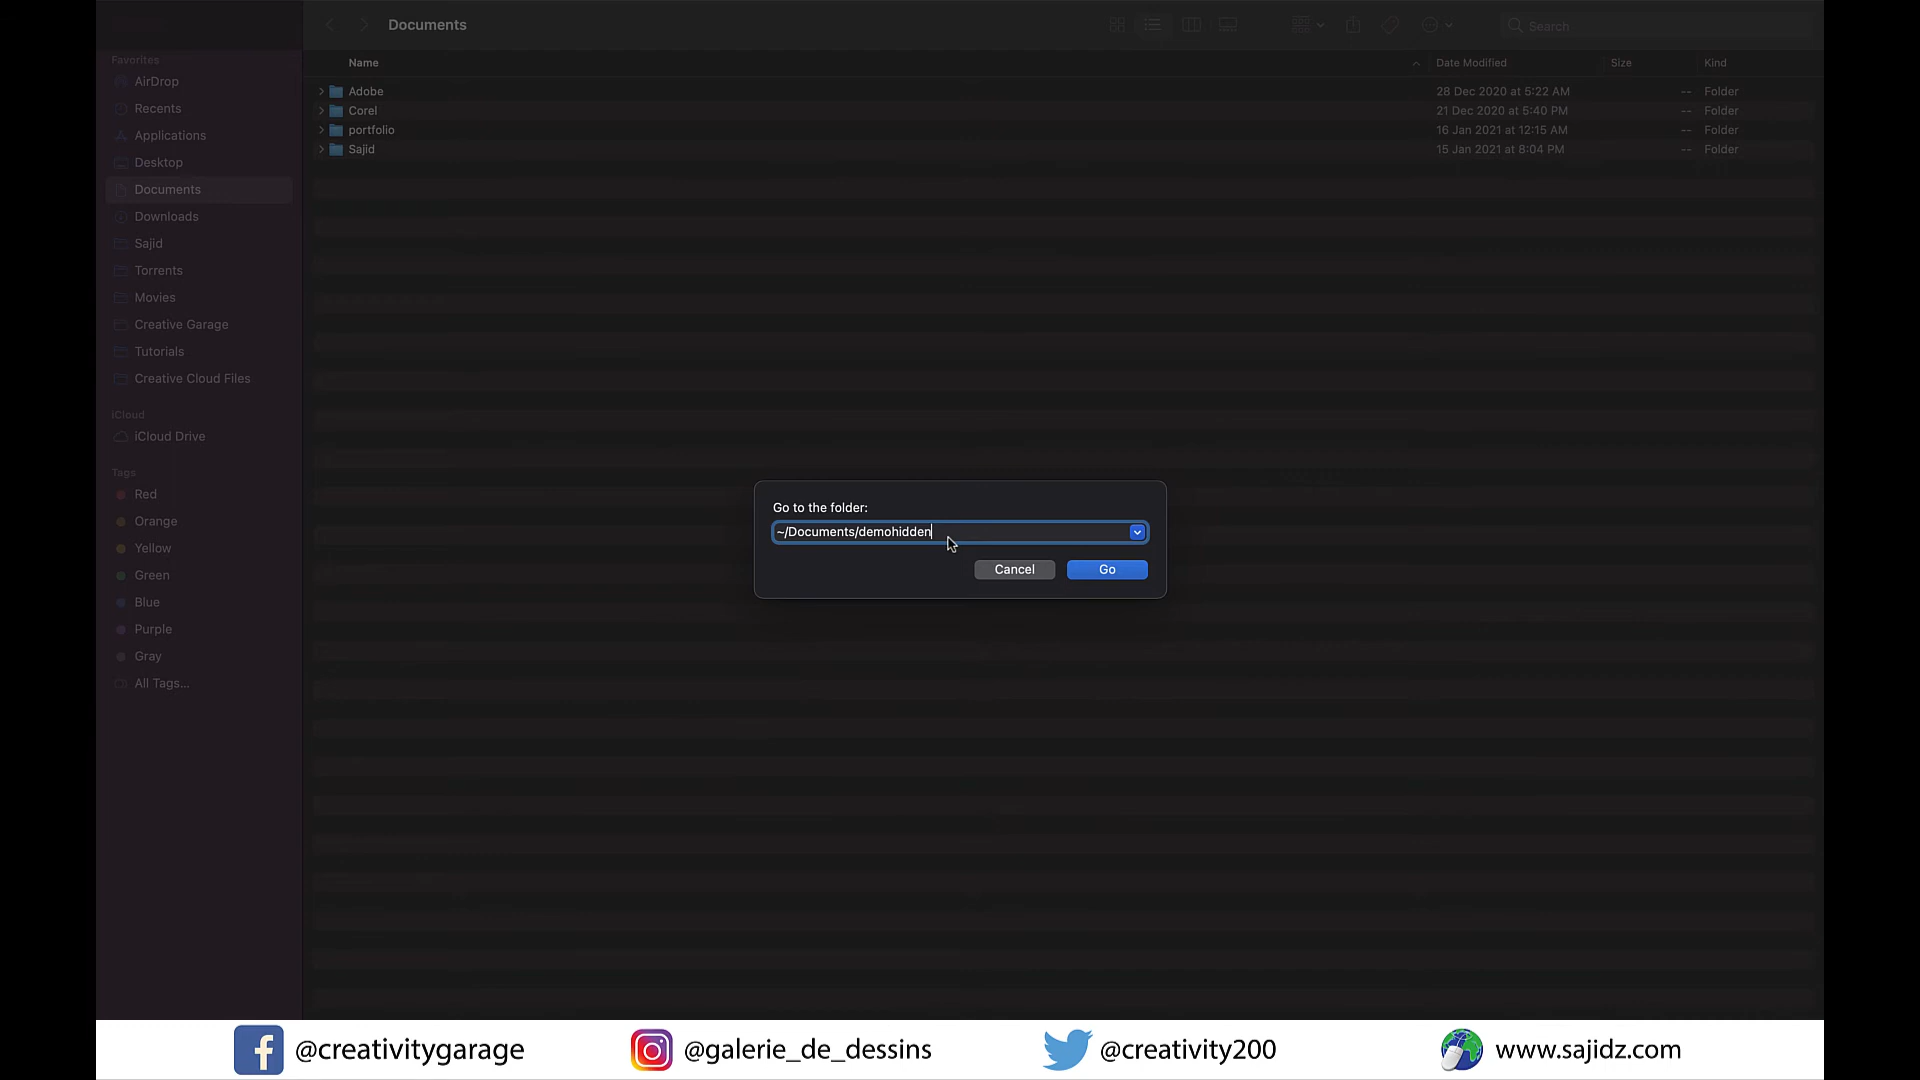 Documents
Search
Favorites
AirDrop
Recents
Applications
Desktop
Documents
Downloads
Sajid
Torrents
Movies
Creative Garage
Tutorials
Creative Cloud Files
iCloud
iCloud Drive
Tags
Red
Orange
Yellow
Green
Blue
Purple
Gray
All Tags...
Name Date Modified Size Kind
Adobe 28 Dec 2020 at 5:22 AM -- Folder
Corel 21 Dec 2020 at 5:40 PM -- Folder
portfolio 16 Jan 2021 at 12:15 AM -- Folder
Sajid 15 Jan 2021 at 8:04 PM -- Folder
Go to the folder:
~/Documents/demohidden
Cancel Go
@creativitygarage @galerie_de_dessins @creativity200 www.sajidz.com